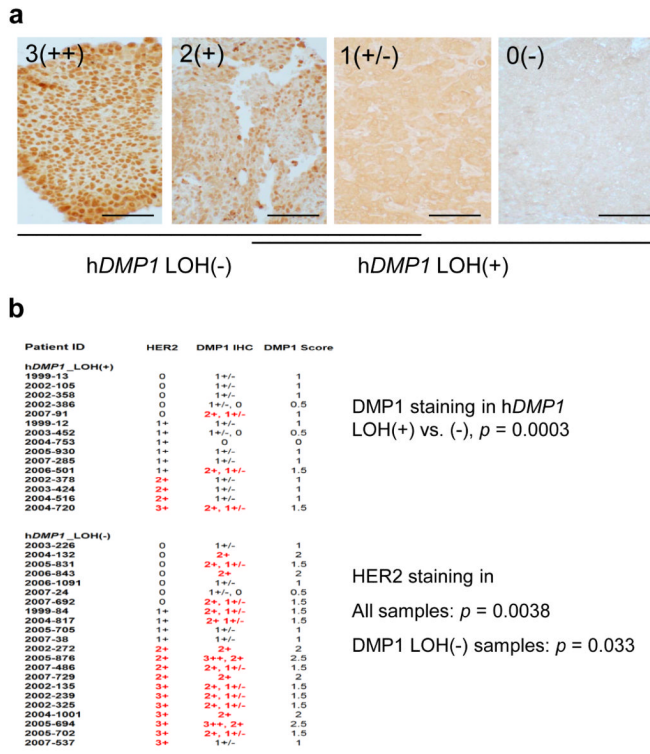 a
3(++) 2(+) 1(+/-) 0(-)
hDMP1 LOH(-) hDMP1 LOH(+)
b
Patient ID HER2 DMP1 IHC DMP1 Score
hDMP1_LOH(+)
1999-13 0 1+/- 1
2002-105 0 1+/- 1
2002-358 0 1+/- 1
2002-386 0 1+/-, 0 0.5
2007-91 0 2+, 1+/- 1
1999-12 1+ 1+/- 1
2003-452 1+ 1+/-, 0 0.5
2004-753 1+ 0 0
2005-930 1+ 1+/- 1
2007-285 1+ 1+/- 1
2006-501 1+ 2+, 1+/- 1.5
2002-378 2+ 1+/- 1
2003-424 2+ 1+/- 1
2004-516 2+ 1+/- 1
2004-720 3+ 2+, 1+/- 1.5
DMP1 staining in hDMP1
LOH(+) vs. (-), p = 0.0003
hDMP1_LOH(-)
2003-226 0 1+/- 1
2004-132 0 2+ 2
2005-831 0 2+, 1+/- 1.5
2006-843 0 2+ 2
2006-1091 0 1+/- 1
2007-24 0 1+/-, 0 0.5
2007-692 0 2+, 1+/- 1.5
1999-84 1+ 2+, 1+/- 1.5
2004-817 1+ 2+ 1+/- 1.5
2005-705 1+ 1+/- 1
2007-38 1+ 1+/- 1
2002-272 2+ 2+ 2
2005-876 2+ 3++, 2+ 2.5
2007-486 2+ 2+, 1+/- 1.5
2007-729 2+ 2+ 2
2002-135 3+ 2+, 1+/- 1.5
2002-239 3+ 2+, 1+/- 1.5
2002-325 3+ 2+, 1+/- 1.5
2004-1001 3+ 2+ 2
2005-694 3+ 3++, 2+ 2.5
2005-702 3+ 2+, 1+/- 1.5
2007-537 3+ 1+/- 1
HER2 staining in
All samples: p = 0.0038
DMP1 LOH(-) samples: p = 0.033